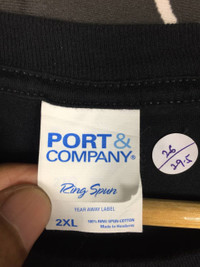 PORT &
COMPANY®
Ring Spun
TEAR AWAY LABEL
2XL
100% RING SPUN COTTON
Made in Honduras
26
29.5